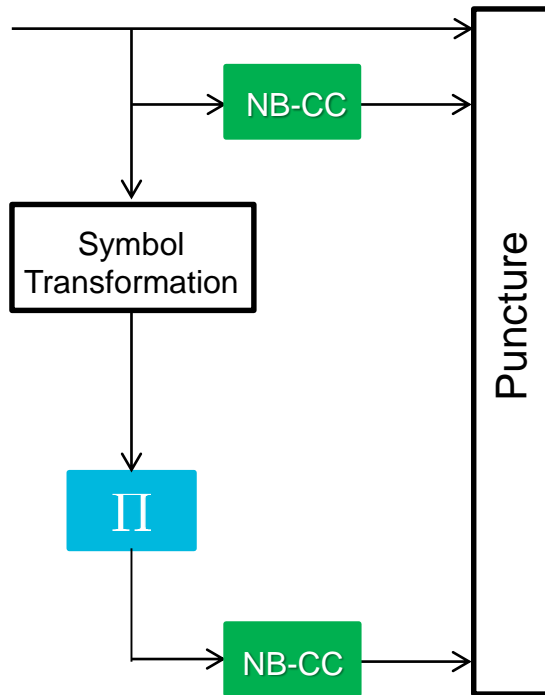 NB-CC
Symbol
Transformation
Puncture
Π
NB-CC